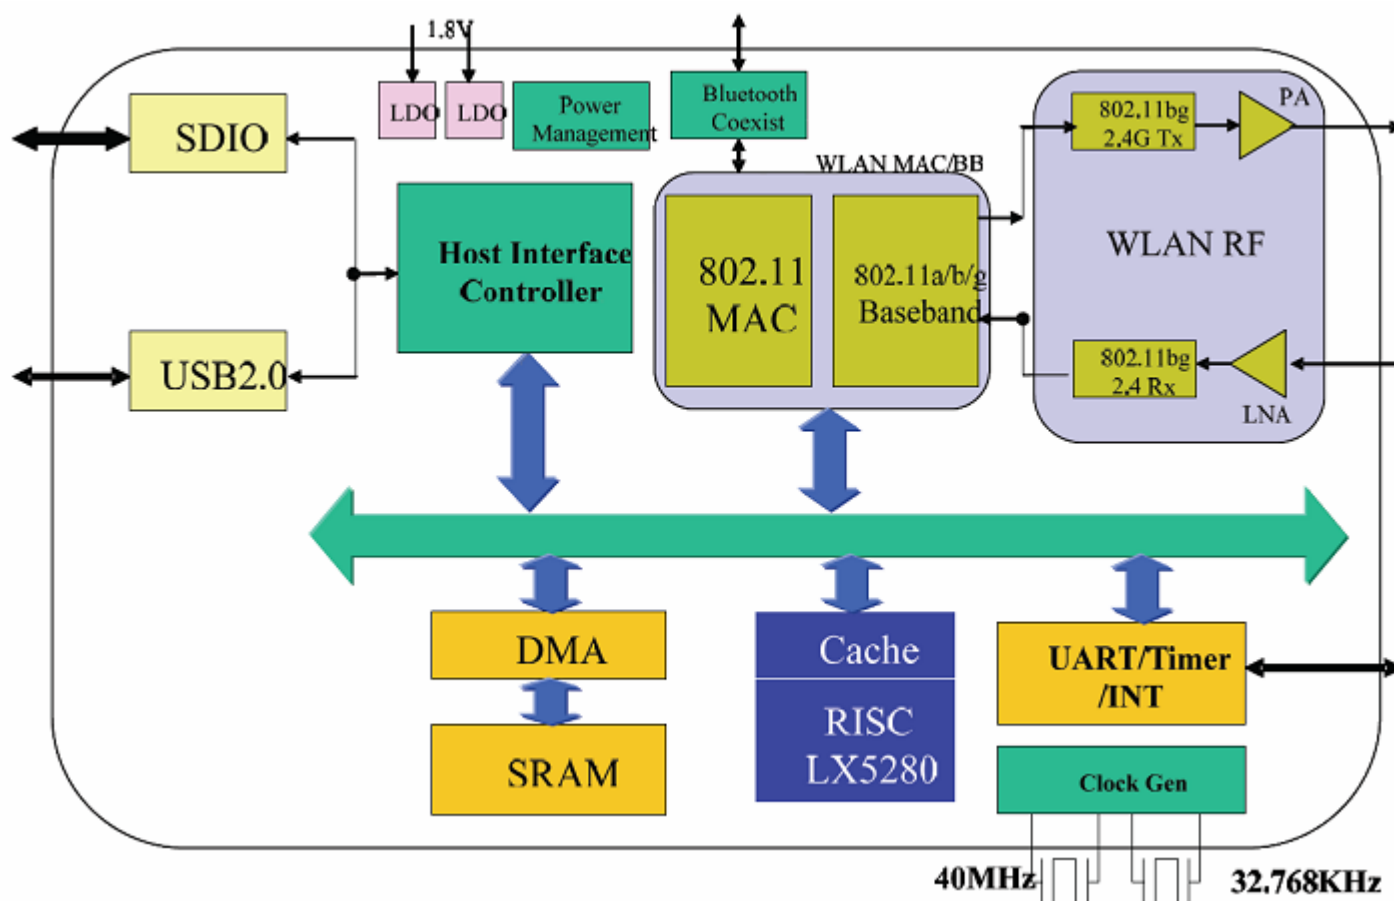 1.8V
LDO
LDO
Power
Management
Bluetooth
Coexist
SDIO
WLAN MAC/BB
802.11bg
2.4G Tx
PA
Host Interface
Controller
802.11
MAC
802.11a/b/g
Baseband
WLAN RF
USB2.0
802.11bg
2.4 Rx
LNA
DMA
Cache
UART/Timer
/INT
SRAM
RISC
LX5280
Clock Gen
40MHz
32.768KHz